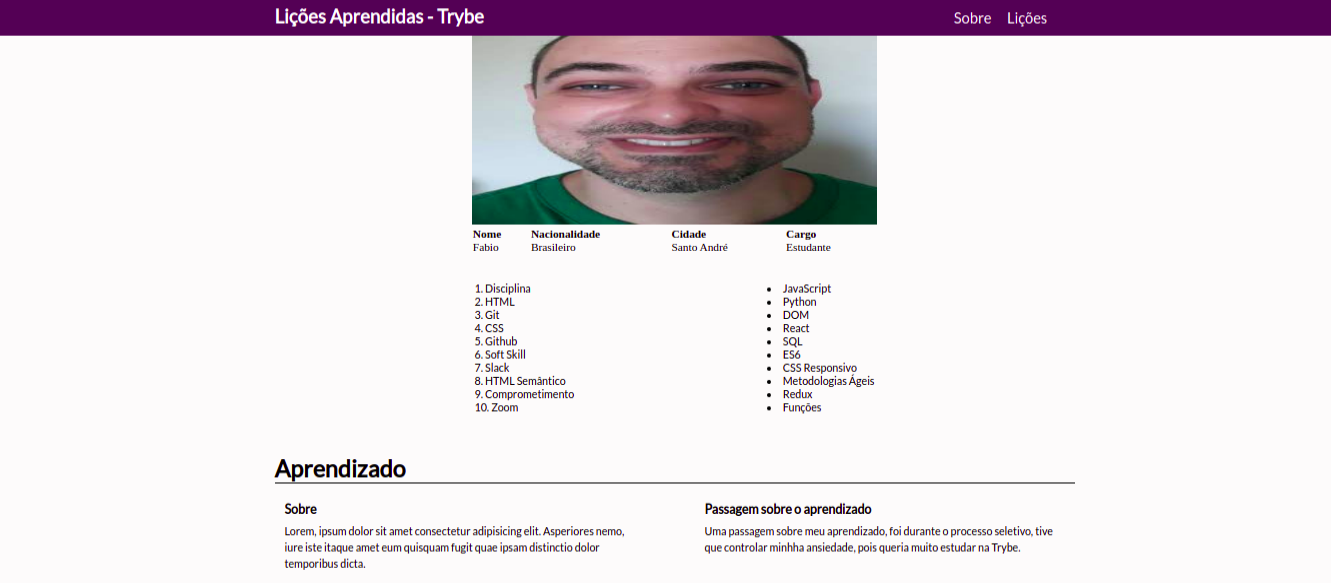 Lições Aprendidas - Trybe
Sobre Lições
Nome Nacionalidade Cidade Cargo
Fabio Brasileiro Santo André Estudante
1. Disciplina
2. HTML
3. Git
4. CSS
5. Github
6. Soft Skill
7. Slack
8. HTML Semântico
9. Comprometimento
10. Zoom
• JavaScript
• Python
• DOM
• React
• SQL
• ES6
• CSS Responsivo
• Metodologias Ágeis
• Redux
• Funções
Aprendizado
Sobre
Lorem, ipsum dolor sit amet consectetur adipisicing elit. Asperiores nemo,
iure iste itaque amet eum quisquam fugit quae ipsam distinctio dolor
temporibus dicta.
Passagem sobre o aprendizado
Uma passagem sobre meu aprendizado, foi durante o processo seletivo, tive
que controlar minhha ansiedade, pois queria muito estudar na Trybe.